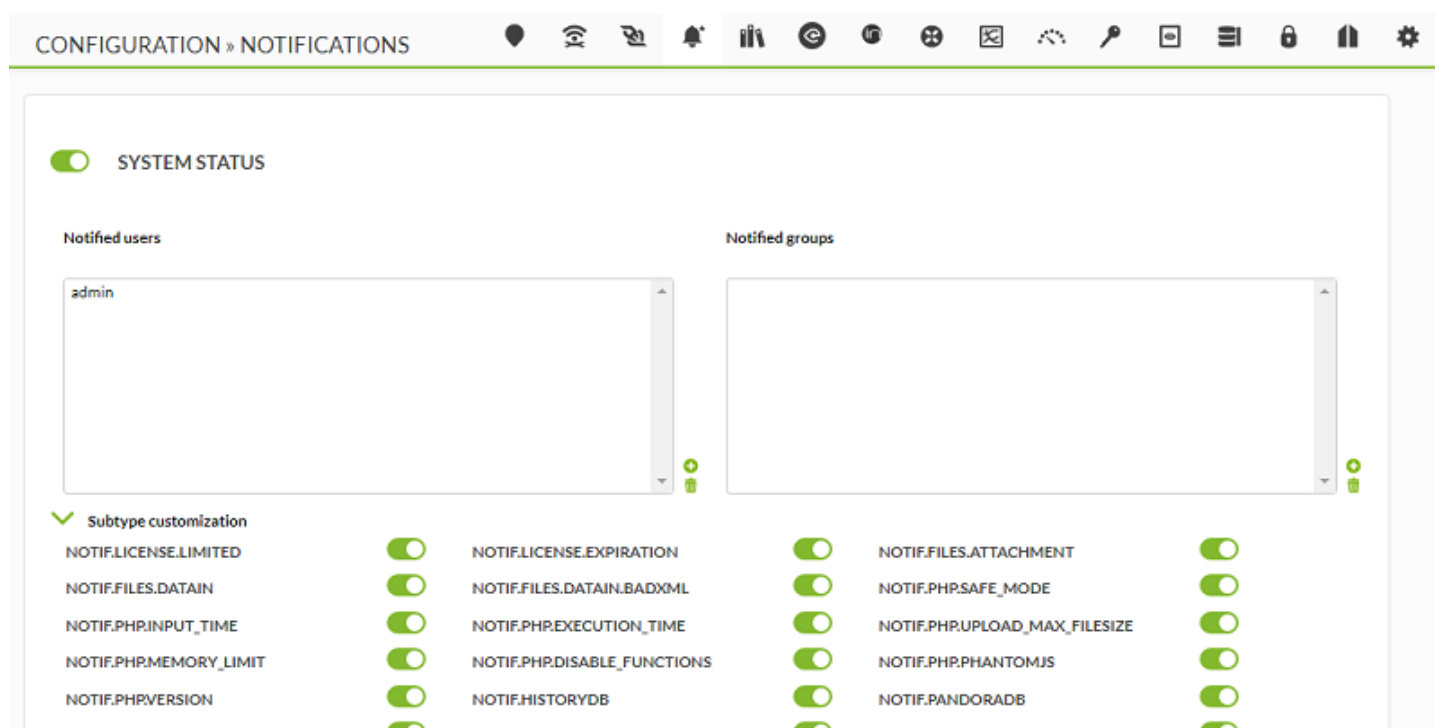 CONFIGURATION » NOTIFICATIONS
SYSTEM STATUS
Notified users Notified groups
admin
Subtype customization
NOTIF.LICENSE.LIMITED NOTIF.LICENSE.EXPIRATION NOTIF.FILES.ATTACHMENT
NOTIF.FILES.DATAIN NOTIF.FILES.DATAIN.BADXML NOTIF.PHP.SAFE_MODE
NOTIF.PHP.INPUT_TIME NOTIF.PHP.EXECUTION_TIME NOTIF.PHP.UPLOAD_MAX_FILESIZE
NOTIF.PHP.MEMORY_LIMIT NOTIF.PHP.DISABLE_FUNCTIONS NOTIF.PHP.PHANTOMJS
NOTIF.PHP.VERSION NOTIF.HISTORYDB NOTIF.PANDORADB